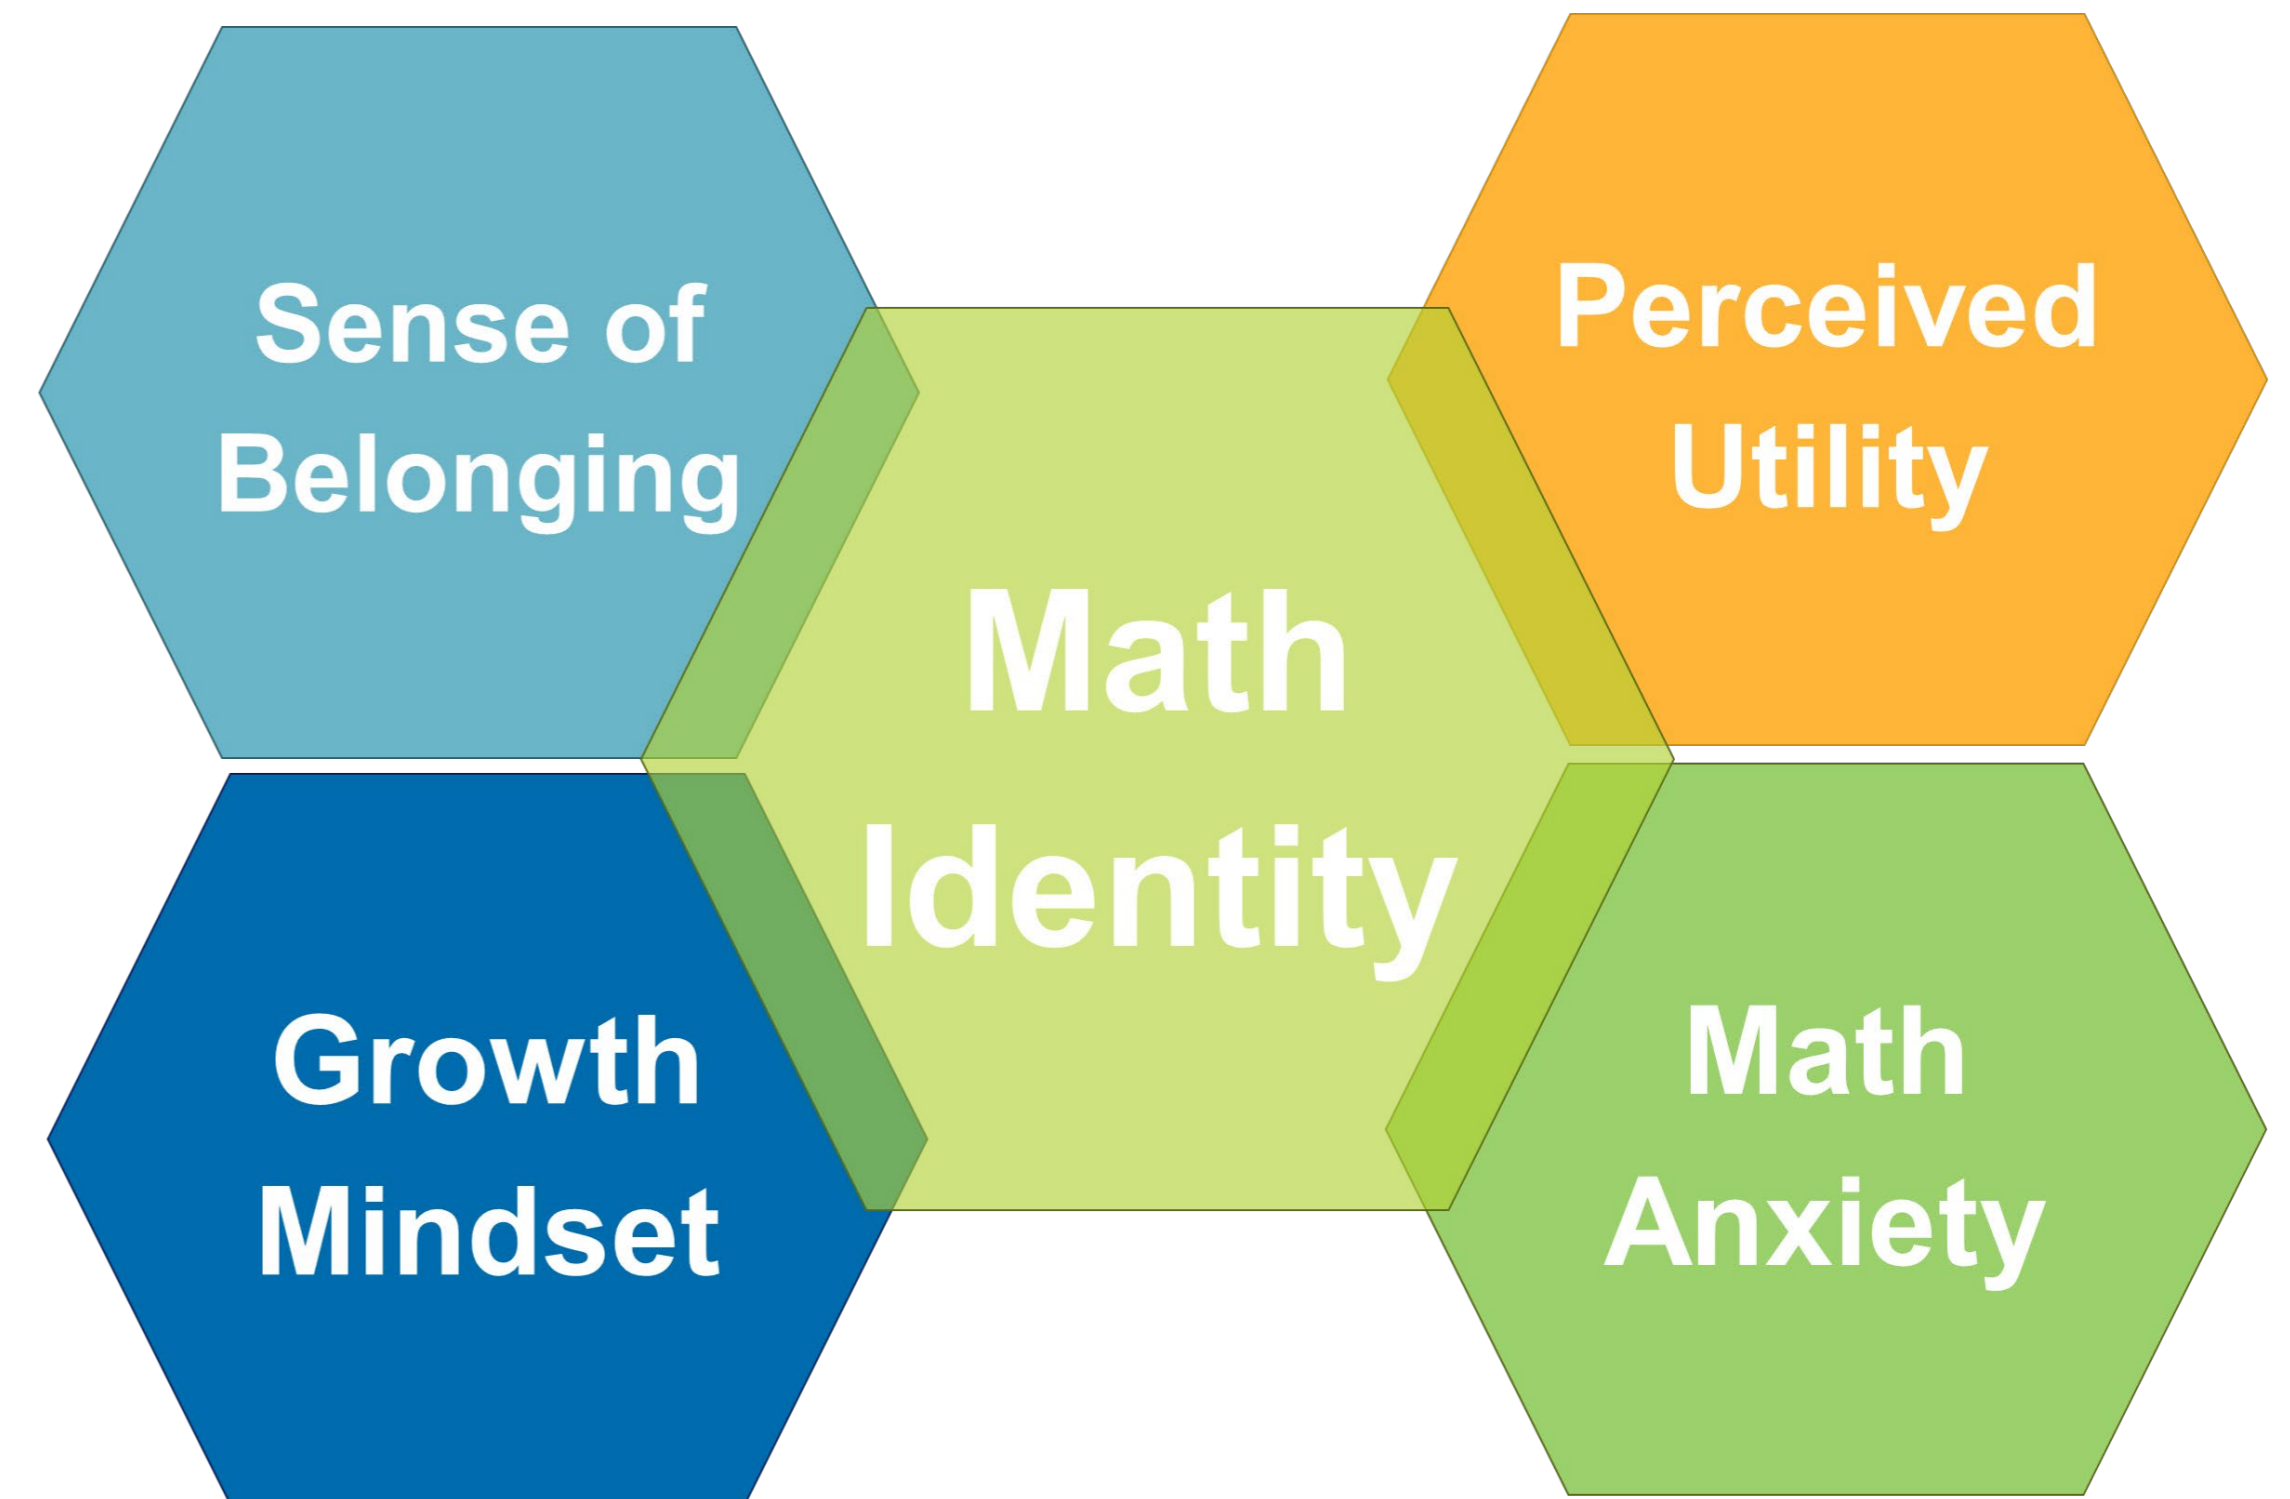 Sense of
Belonging
Perceived
Utility
Math
Identity
Growth
Mindset
Math
Anxiety